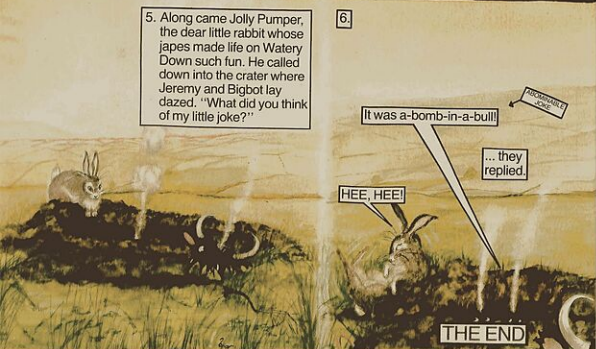 5. Along came Jolly Pumper,
the dear little rabbit whose
japes made life on Watery
Down such fun. He called
down into the crater where
Jeremy and Bigbot lay
dazed. “What did you think
of my little joke?”
6.
ABOMINABLE
JOKE
It was a-bomb-in-a-bull!
... they
replied.
HEE, HEE!
THE END